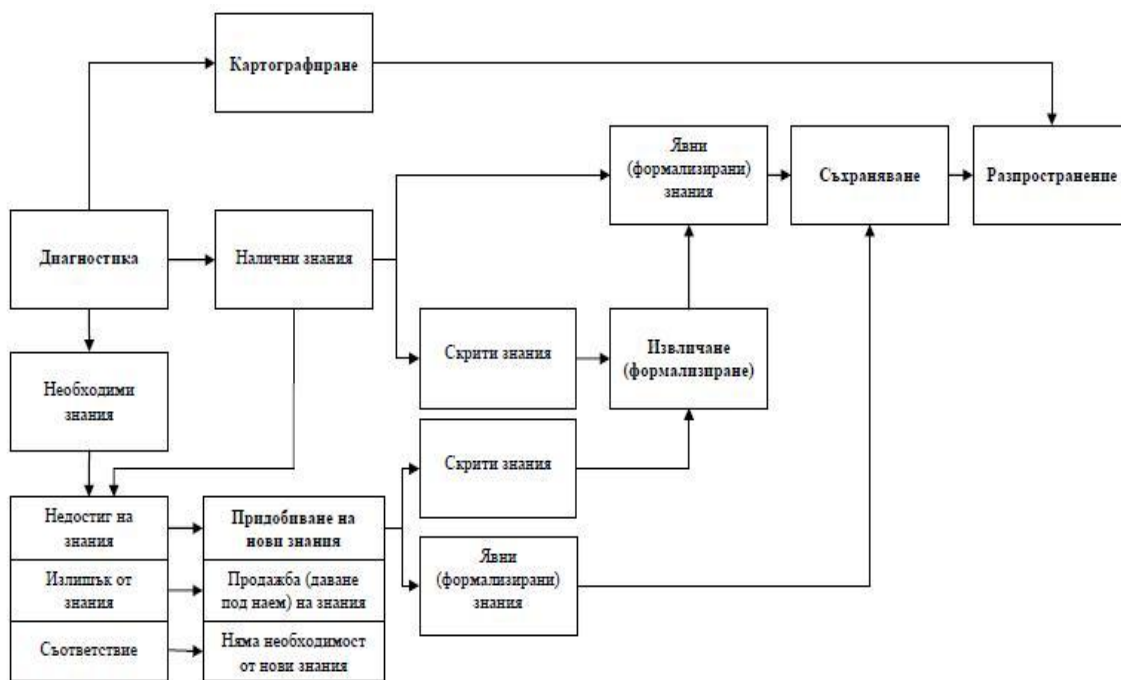 Картографиране
Явни
(формализирани)
знания
Съхраняване
Разпространение
Диагностика
Налични знания
Скрити знания
Извличане
(формализиране)
Необходими
знания
Скрити знания
Недостиг на
знания
Придобиване на
нови знания
Явни
(формализирани)
знания
Излишък от
знания
Продажба (даване
под наем) на знания
Съответствие
Няма необходимост
от нови знания